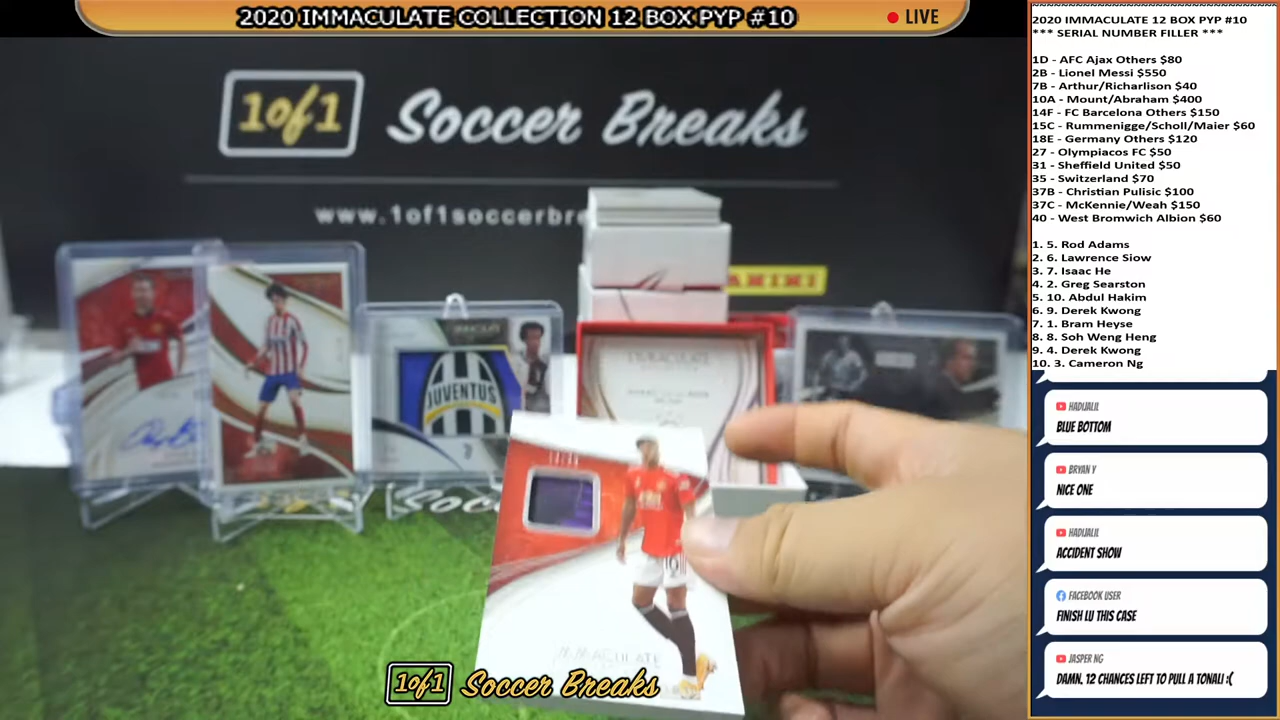 2020 IMMACULATE COLLECTION 12 BOX PYP #10
LIVE
1of1 Soccer Breaks
www.1of1soccerbre
PANINI
JUVENTUS
IMMACULATE
10
IMMACULATE
1of1 Soccer Breaks
2020 IMMACULATE 12 BOX PYP #10
*** SERIAL NUMBER FILLER ***
1D - AFC Ajax Others $80
2B - Lionel Messi $550
7B - Arthur/Richarlison $40
10A - Mount/Abraham $400
14F - FC Barcelona Others $150
15C - Rummenigge/Scholl/Maier $60
18E - Germany Others $120
27 - Olympiacos FC $50
31 - Sheffield United $50
35 - Switzerland $70
37B - Christian Pulisic $100
37C - McKennie/Weah $150
40 - West Bromwich Albion $60
1. 5. Rod Adams
2. 6. Lawrence Siow
3. 7. Isaac He
4. 2. Greg Searston
5. 10. Abdul Hakim
6. 9. Derek Kwong
7. 1. Bram Heyse
8. 8. Soh Weng Heng
9. 4. Derek Kwong
10. 3. Cameron Ng
HADIJALIL
BLUE BOTTOM
BRYAN Y
NICE ONE
HADIJALIL
ACCIDENT SHOW
FACEBOOK USER
FINISH LU THIS CASE
JASPER NG
DAMN, 12 CHANCES LEFT TO PULL A TONALI :(